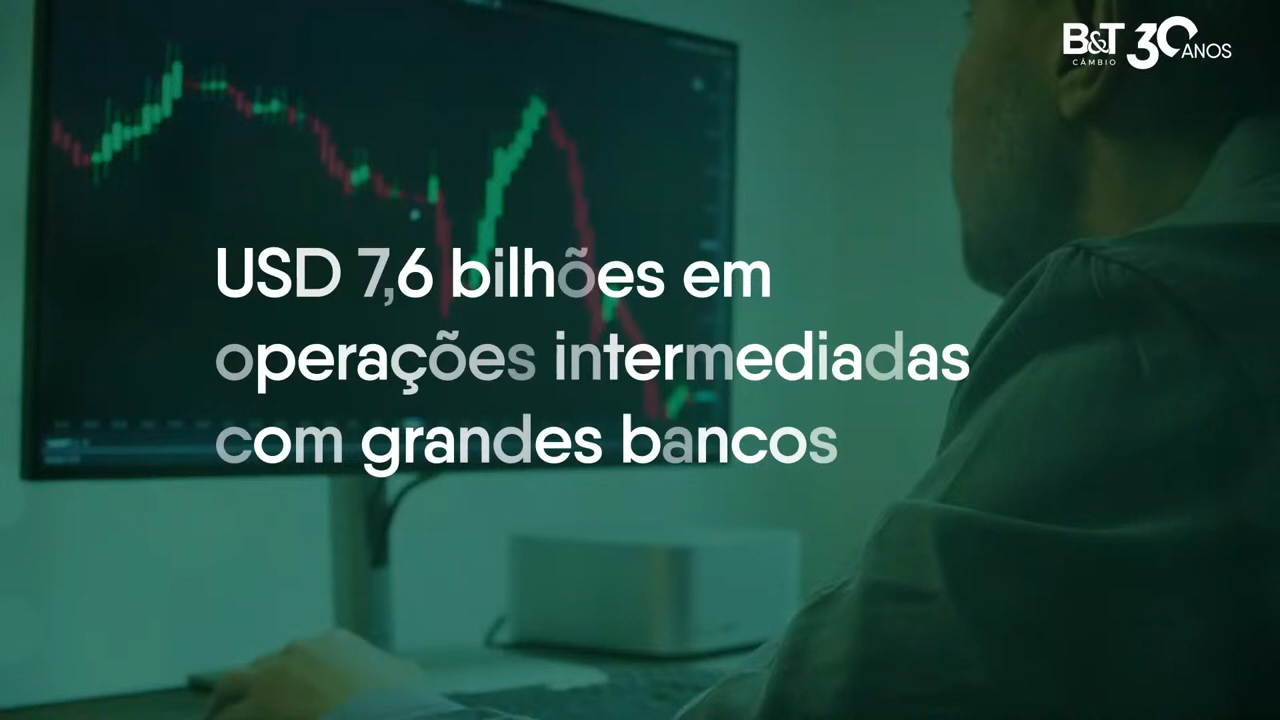 B&T 30 ANOS
CÂMBIO
USD 7,6 bilhões em
operações intermediadas
com grandes bancos